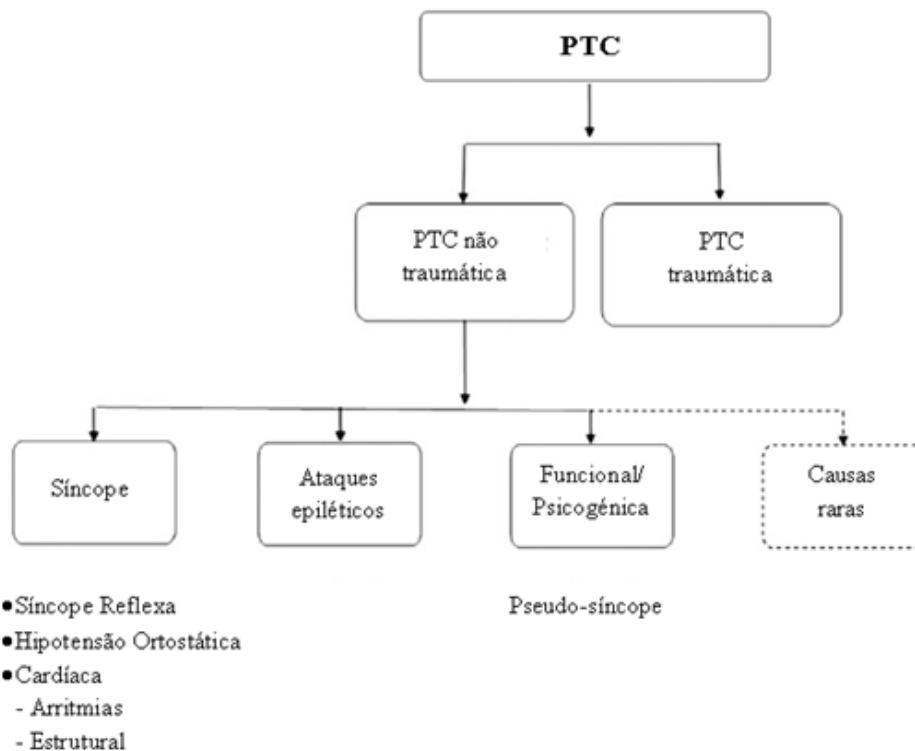 PTC
PTC não
traumática
PTC
traumática
Síncope
Ataques
epiléticos
Funcional/
Psicogénica
Causas
raras
●Síncope Reflexa
●Hipotensão Ortostática
●Cardíaca
- Arritmias
- Estrutural
Pseudo-síncope